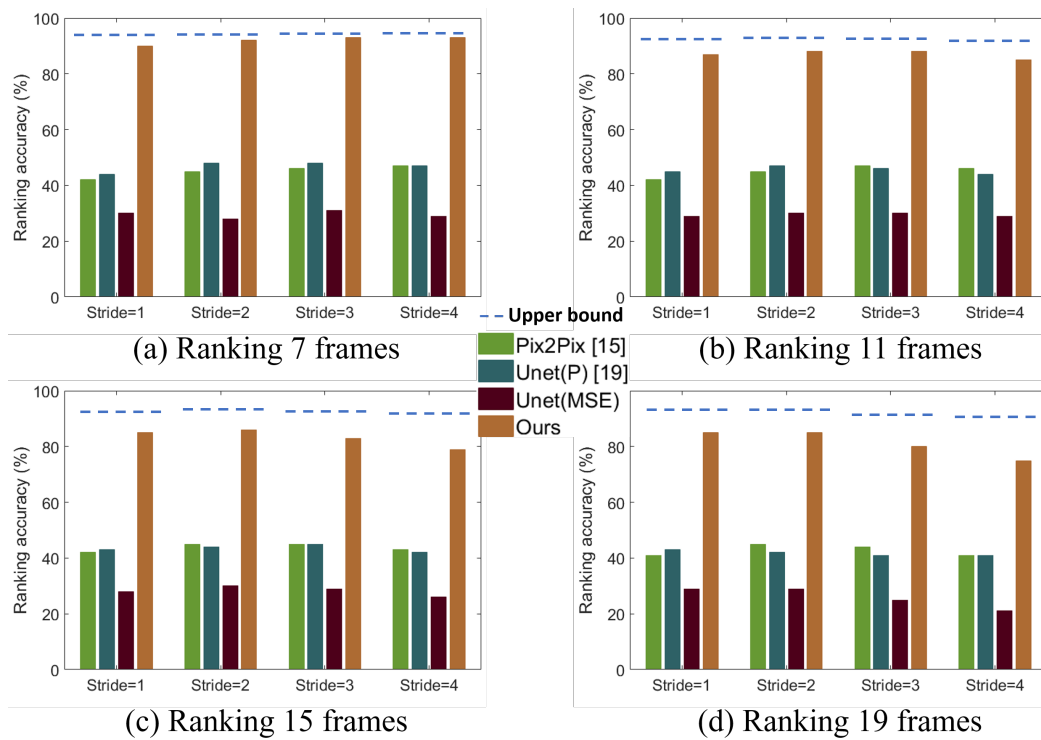 100
80
60
40
20
0
Ranking accuracy (%)
Stride=1 Stride=2 Stride=3 Stride=4
(a) Ranking 7 frames
100
80
60
40
20
0
Ranking accuracy (%)
Stride=1 Stride=2 Stride=3 Stride=4
(b) Ranking 11 frames
Upper bound
Pix2Pix [15]
Unet(P) [19]
Unet(MSE)
Ours
100
80
60
40
20
0
Ranking accuracy (%)
Stride=1 Stride=2 Stride=3 Stride=4
(c) Ranking 15 frames
100
80
60
40
20
0
Ranking accuracy (%)
Stride=1 Stride=2 Stride=3 Stride=4
(d) Ranking 19 frames